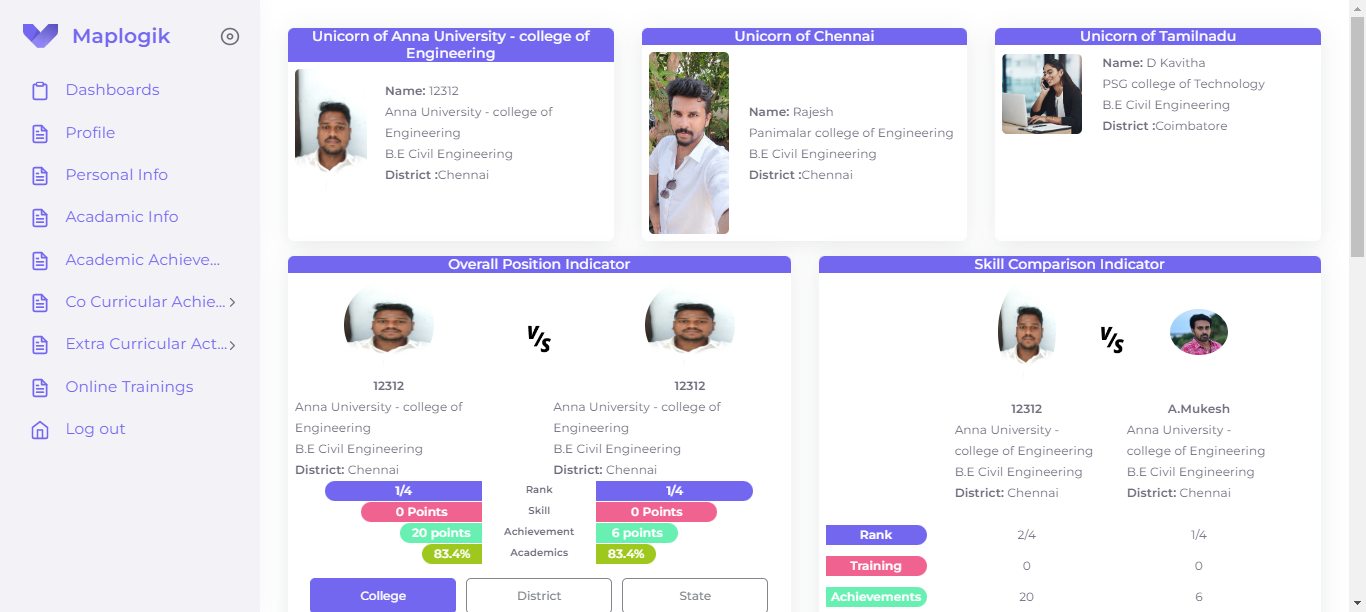 Maplogik
Dashboards
Profile
Personal Info
Acadamic Info
Academic Achieve...
Co Curricular Achie...
Extra Curricular Act...
Online Trainings
Log out
Unicorn of Anna University - college of
Engineering
Name: 12312
Anna University - college of
Engineering
B.E Civil Engineering
District :Chennai
Unicorn of Chennai
Name: Rajesh
Panimalar college of Engineering
B.E Civil Engineering
District :Chennai
Unicorn of Tamilnadu
Name: D Kavitha
PSG college of Technology
B.E Civil Engineering
District :Coimbatore
Overall Position Indicator
V/S
12312
Anna University - college of
Engineering
B.E Civil Engineering
District: Chennai
12312
Anna University - college of
Engineering
B.E Civil Engineering
District: Chennai
1/4 Rank 1/4
0 Points Skill 0 Points
20 points Achievement 6 points
83.4% Academics 83.4%
College District State
Skill Comparison Indicator
V/S
12312
Anna University -
college of Engineering
B.E Civil Engineering
District: Chennai
A.Mukesh
Anna University -
college of Engineering
B.E Civil Engineering
District: Chennai
Rank 2/4 1/4
Training 0 0
Achievements 20 6